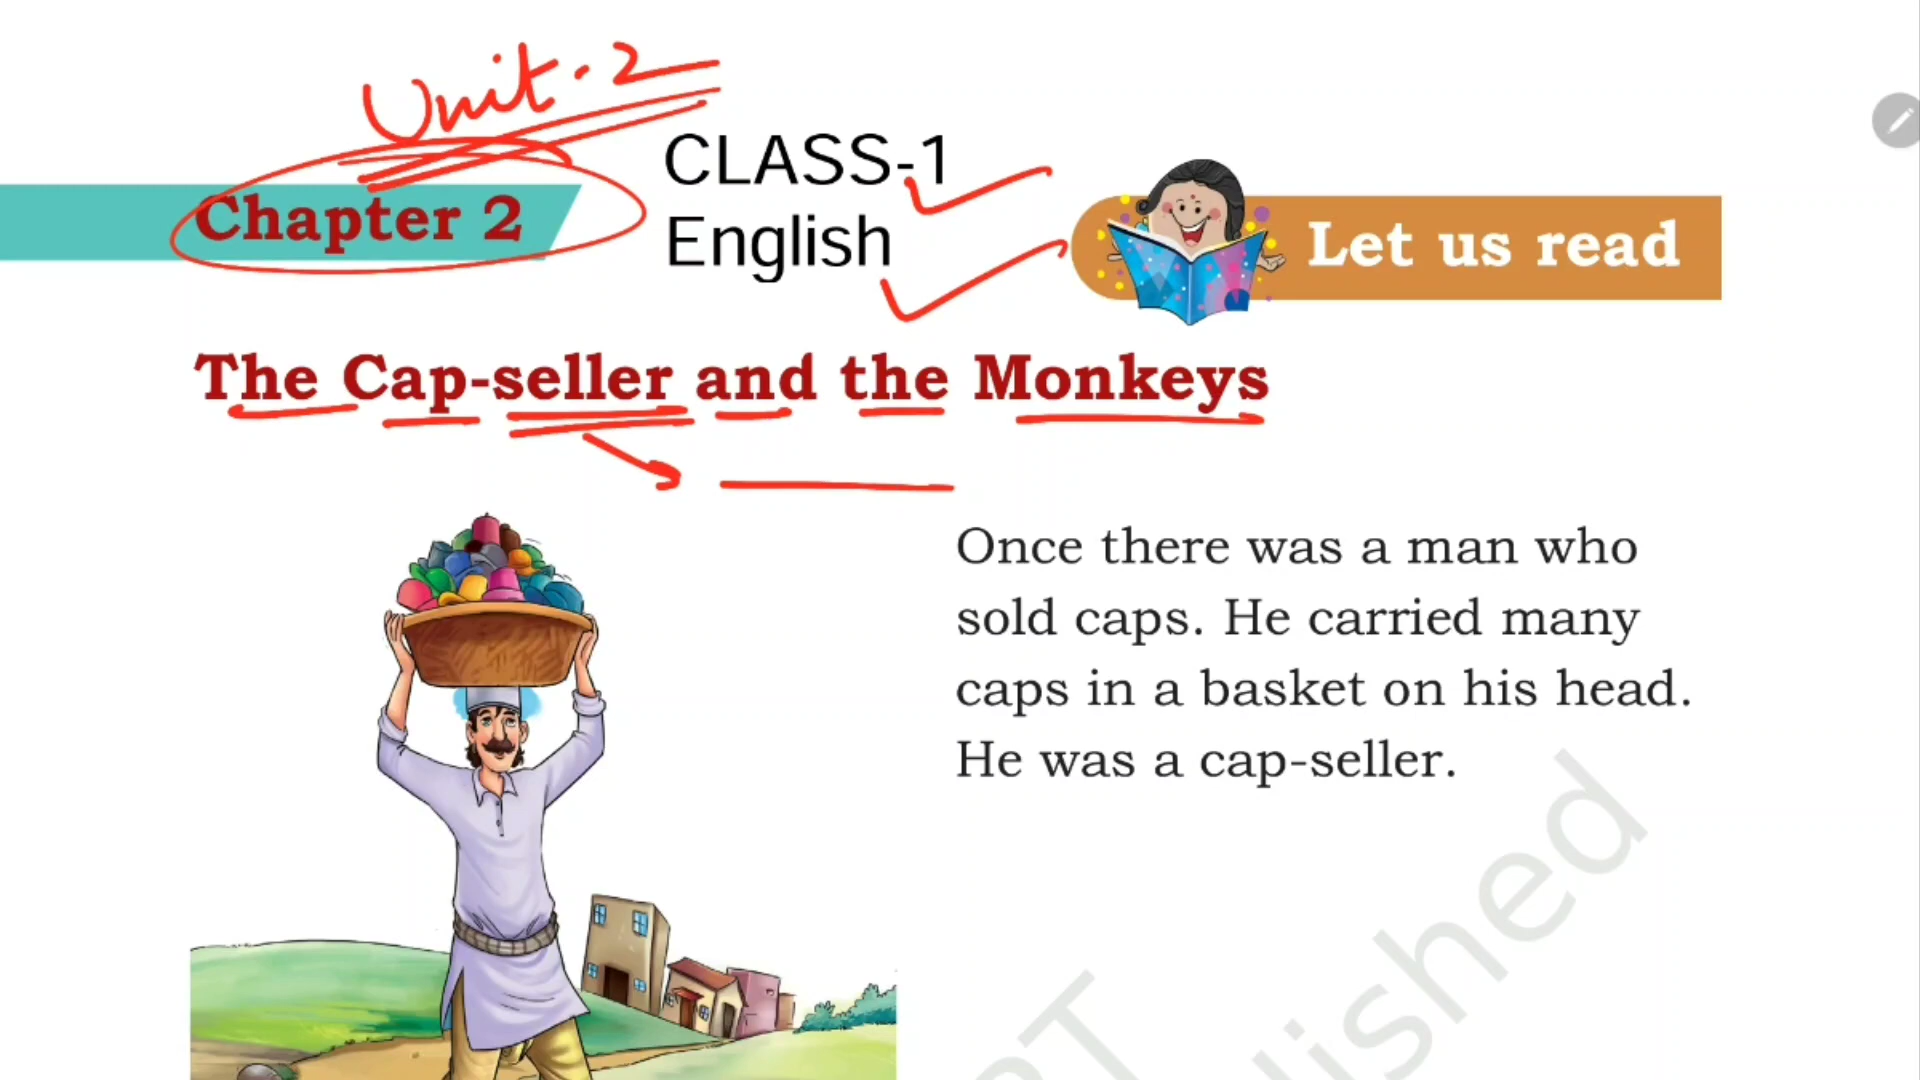 Unit-2
Chapter 2
CLASS-1
English
Let us read
The Cap-seller and the Monkeys
Once there was a man who
sold caps. He carried many
caps in a basket on his head.
He was a cap-seller.